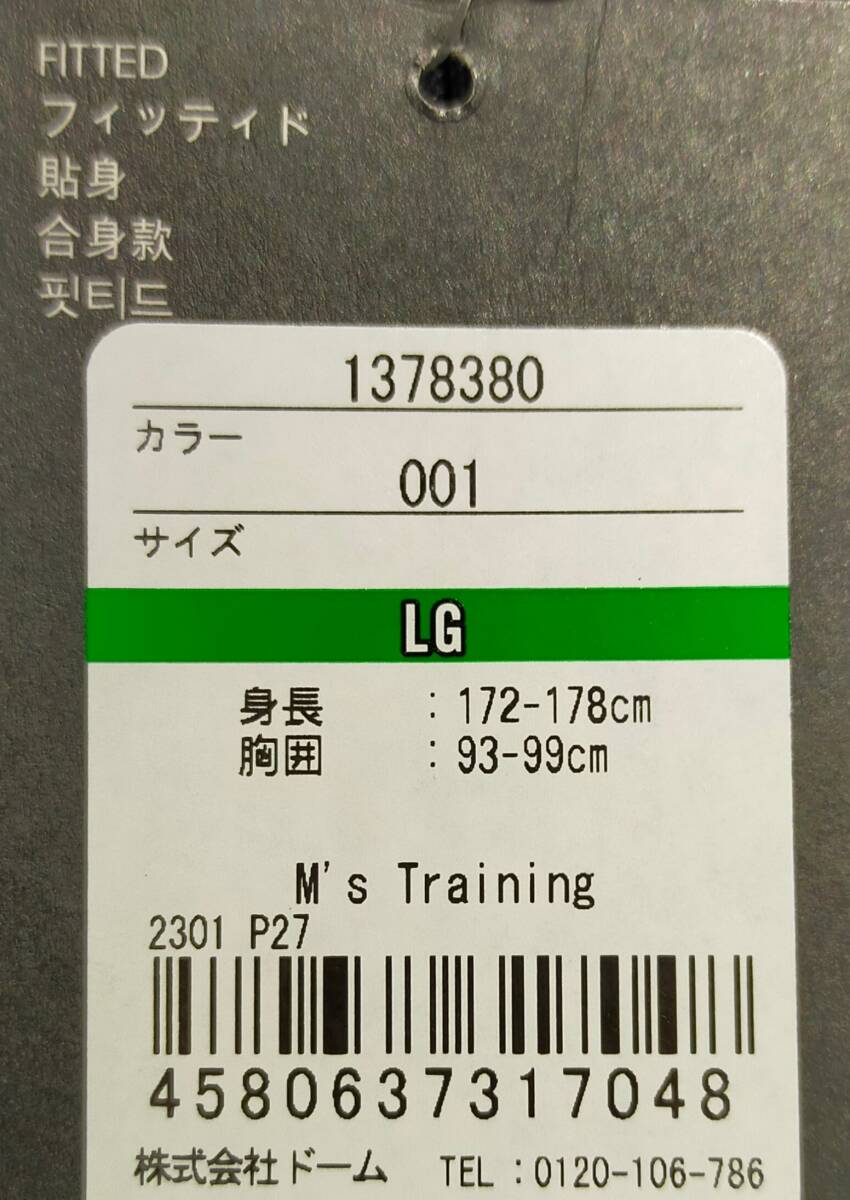 FITTED
フィッティド
貼身
合身款
핏티드
1378380
カラー
001
サイズ
LG
身長 : 172-178cm
胸囲 : 93-99cm
M's Training
2301 P27
4580637317048
株式会社ドーム TEL:0120-106-786